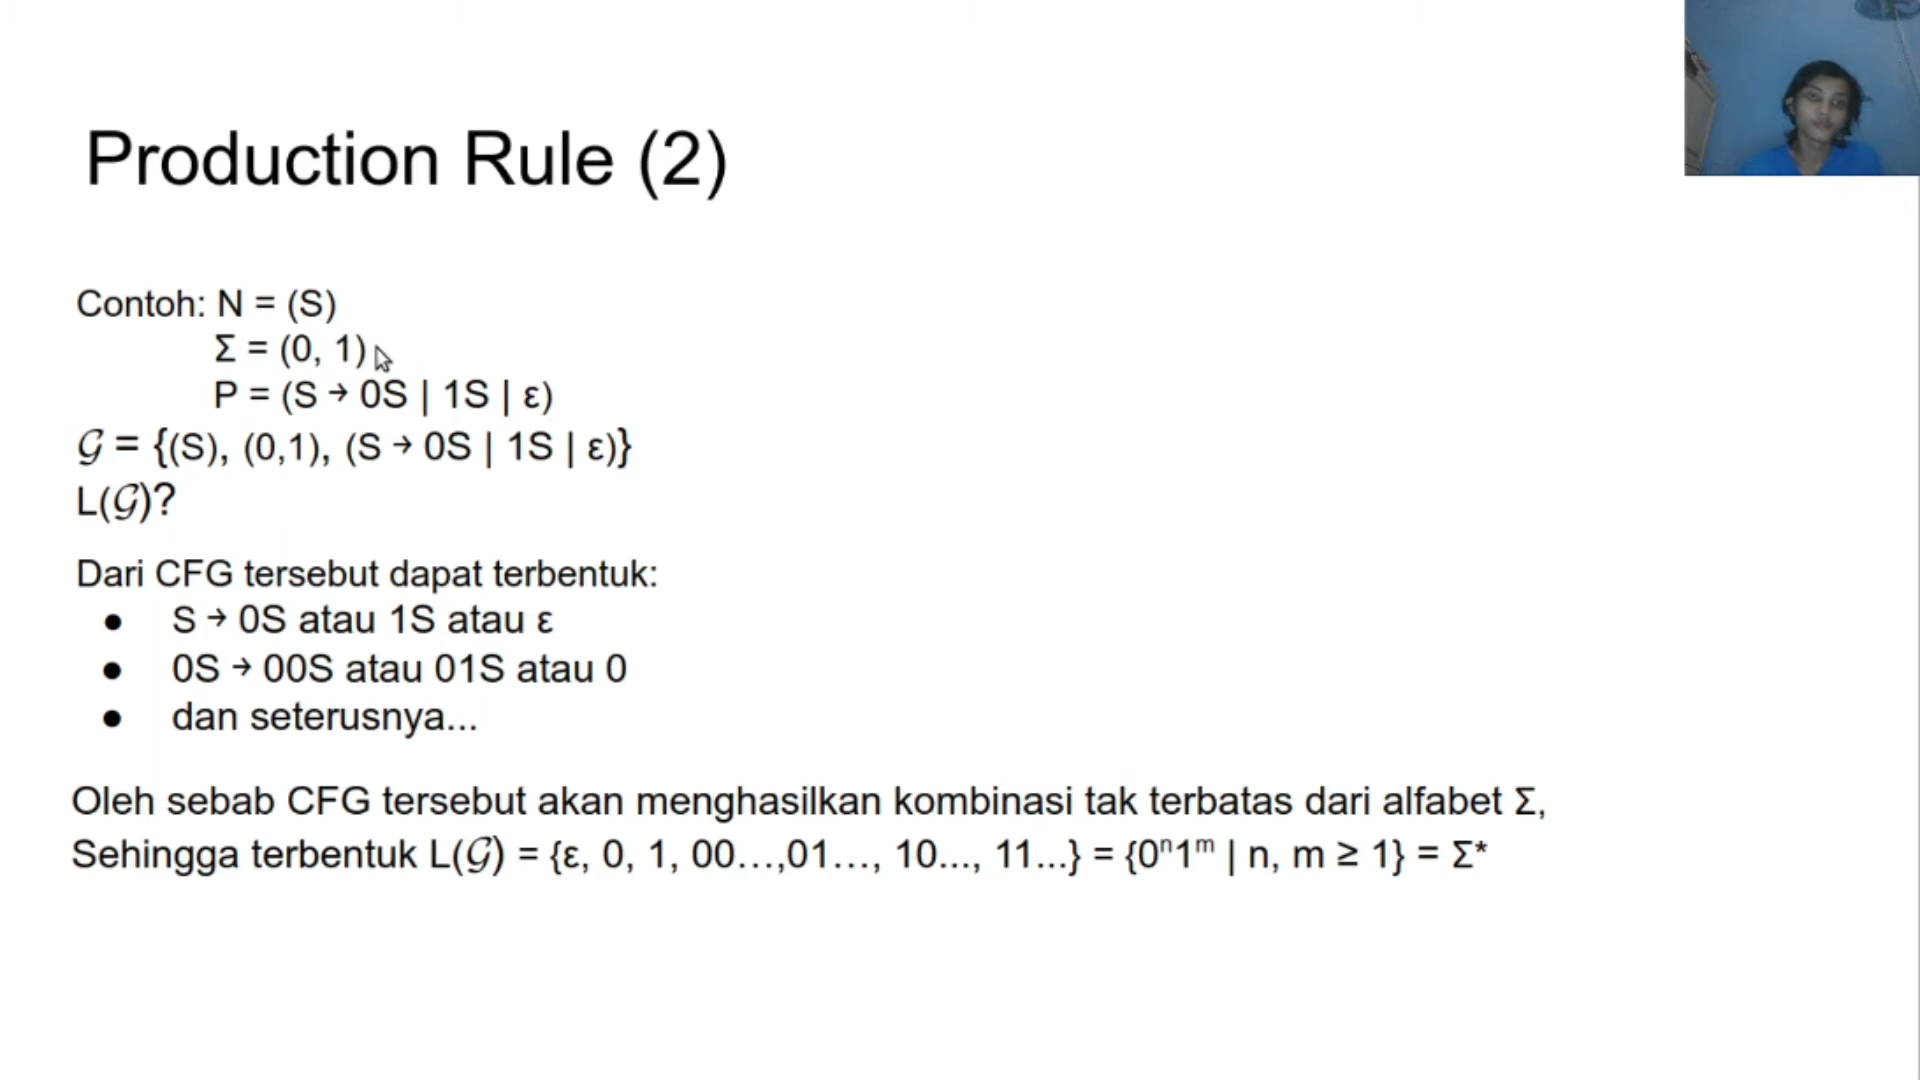 Production Rule (2)
Contoh: N = (S)
Σ = (0, 1)
P = (S → 0S | 1S | ε)
𝒢 = {(S), (0,1), (S → 0S | 1S | ε)}
L(𝒢)?
Dari CFG tersebut dapat terbentuk:
● S → 0S atau 1S atau ε
● 0S → 00S atau 01S atau 0
● dan seterusnya...
Oleh sebab CFG tersebut akan menghasilkan kombinasi tak terbatas dari alfabet Σ,
Sehingga terbentuk L(𝒢) = {ε, 0, 1, 00…,01…, 10..., 11...} = {0ⁿ1ᵐ | n, m ≥ 1} = Σ*